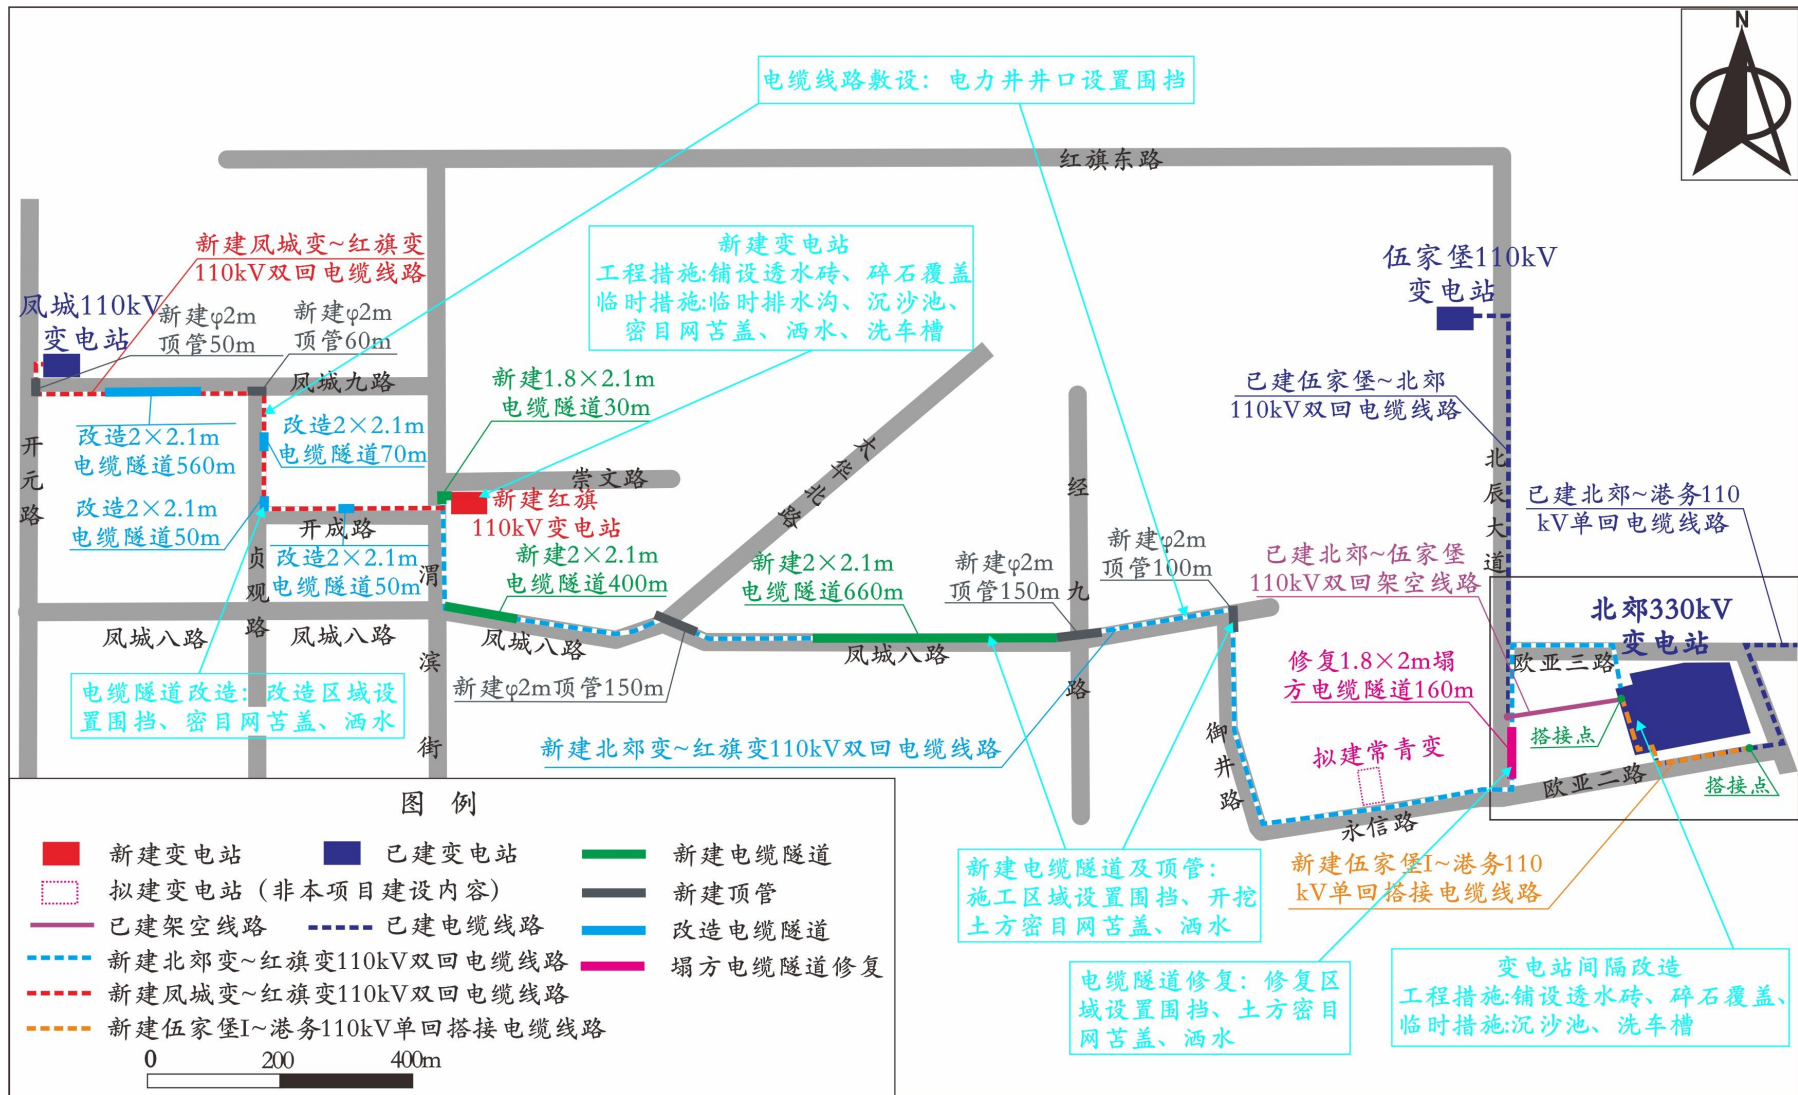 N
电缆线路敷设：电力井井口设置围挡
红旗东路
新建凤城变~红旗变
110kV双回电缆线路
新建变电站
工程措施:铺设透水砖、碎石覆盖
临时措施:临时排水沟、沉沙池、
密目网苫盖、洒水、洗车槽
伍家堡110kV
变电站
凤城110kV
变电站
新建φ2m
顶管50m
新建φ2m
顶管60m
凤城九路
新建1.8×2.1m
电缆隧道30m
已建伍家堡~北郊
110kV双回电缆线路
改造2×2.1m
电缆隧道560m
改造2×2.1m
电缆隧道70m
开元路
太华北路
崇文路
经九路
北辰大道
已建北郊~港务110
kV单回电缆线路
新建红旗
110kV变电站
改造2×2.1m
电缆隧道50m
开成路
贞观路
改造2×2.1m
电缆隧道50m
渭滨街
新建2×2.1m
电缆隧道400m
新建2×2.1m
电缆隧道660m
新建φ2m
顶管150m
新建φ2m
顶管100m
已建北郊~伍家堡
110kV双回架空线路
北郊330kV
变电站
凤城八路
凤城八路
凤城八路
凤城八路
欧亚三路
修复1.8×2m塌
方电缆隧道160m
新建φ2m顶管150m
电缆隧道改造：改造区域设
置围挡、密目网苫盖、洒水
新建北郊变~红旗变110kV双回电缆线路
御井路
拟建常青变
搭接点
搭接点
欧亚二路
永信路
新建伍家堡I~港务110
kV单回搭接电缆线路
新建电缆隧道及顶管：
施工区域设置围挡、开挖
土方密目网苫盖、洒水
电缆隧道修复：修复区
域设置围挡、土方密目
网苫盖、洒水
变电站间隔改造
工程措施:铺设透水砖、碎石覆盖、
临时措施:沉沙池、洗车槽
图 例
新建变电站
已建变电站
新建电缆隧道
拟建变电站（非本项目建设内容）
新建顶管
已建架空线路
已建电缆线路
改造电缆隧道
新建北郊变~红旗变110kV双回电缆线路
塌方电缆隧道修复
新建凤城变~红旗变110kV双回电缆线路
新建伍家堡I~港务110kV单回搭接电缆线路
0 200 400m